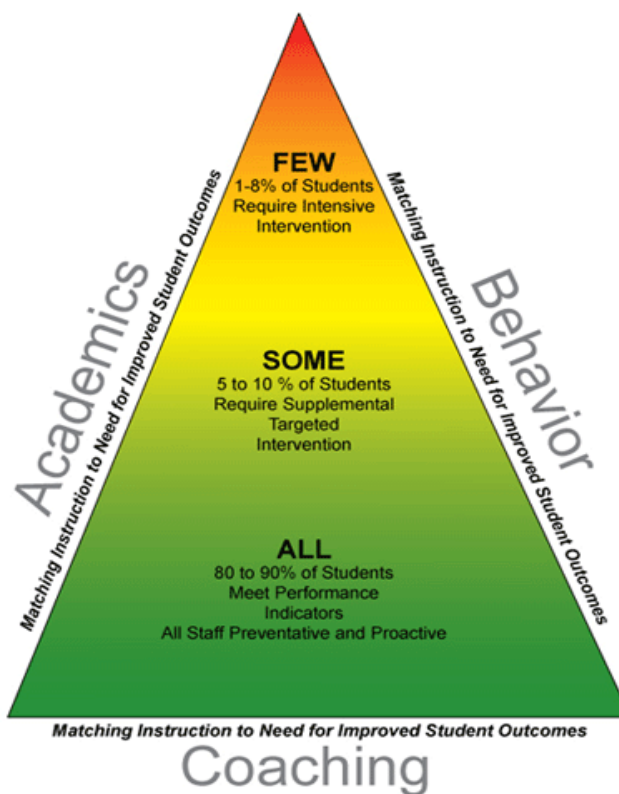 FEW
1-8% of Students
Require Intensive
Intervention
Academics
Matching Instruction to Need for Improved Student Outcomes
Matching Instruction to Need for Improved Student Outcomes
Behavior
SOME
5 to 10 % of Students
Require Supplemental
Targeted
Intervention
ALL
80 to 90% of Students
Meet Performance
Indicators
All Staff Preventative and Proactive
Matching Instruction to Need for Improved Student Outcomes
Coaching